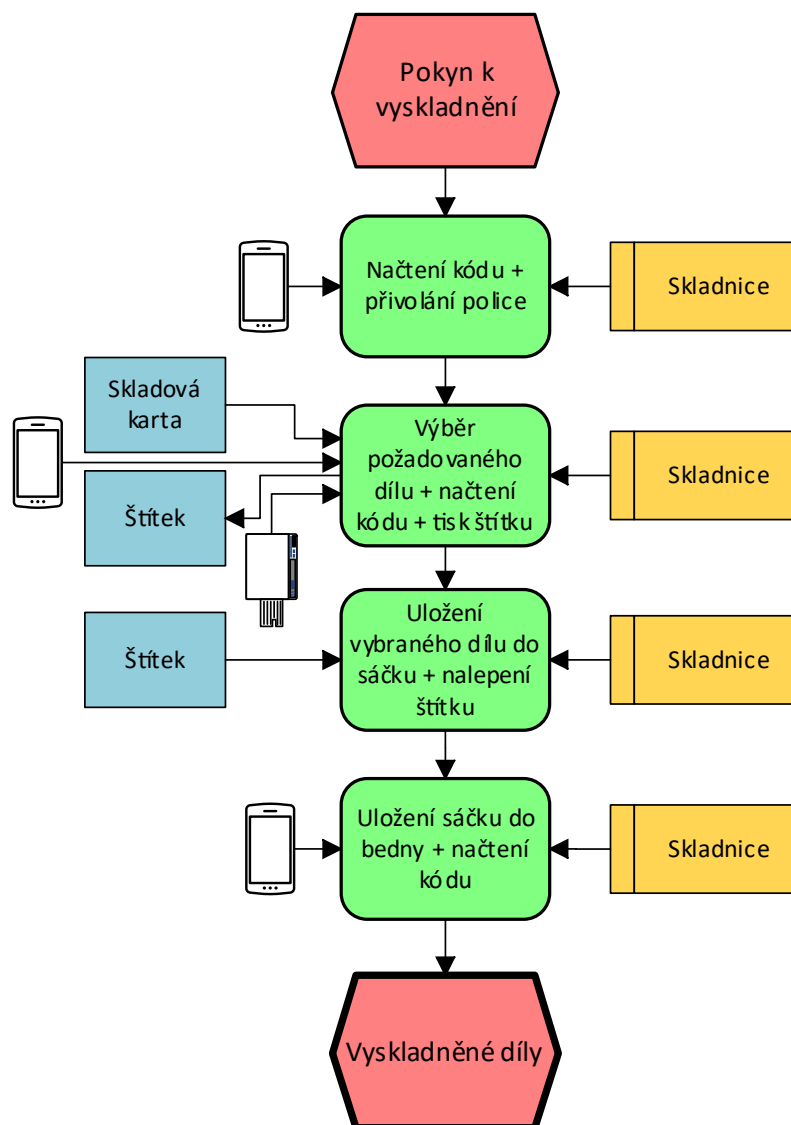 Pokyn k
vyskladnění
Načtení kódu +
přivolání police
Skladnice
Skladová
karta
Výběr
požadovaného
dílu + načtení
kódu + tisk štítku
Skladnice
Štítek
Štítek
Uložení
vybraného dílu do
sáčku + nalepení
štítku
Skladnice
Uložení sáčku do
bedny + načtení
kódu
Skladnice
Vyskladněné díly